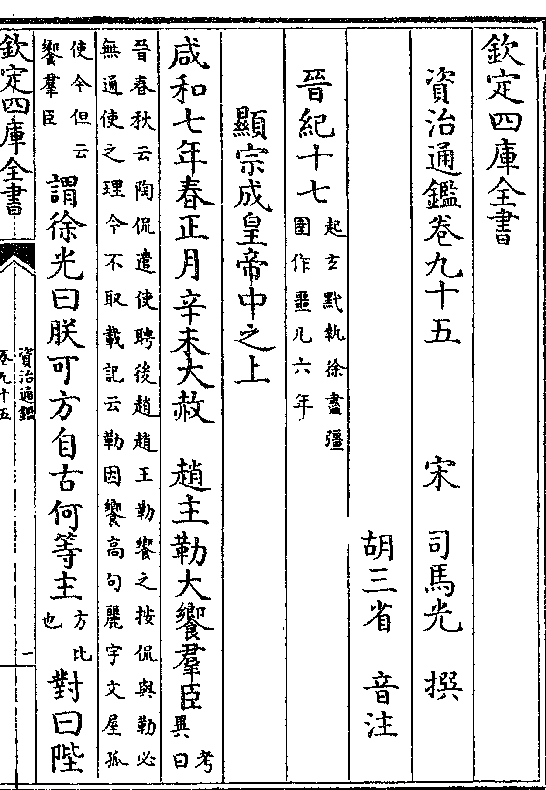 欽定四庫全書
資治通鑑卷九十五
宋 司馬光 撰
胡三省 音注
晉紀十七
起玄黓執徐盡彊
圉作噩凡六年
顯宗成皇帝中之上
咸和七年春正月辛未大赦 趙主勒大饗羣臣
考
異曰
晉春秋云陶侃遣使聘後趙趙王勒饗之按侃與勒必
無通使之理今不取載記云勒因饗高句麗宇文屋孤
使今但云
饗羣臣
謂徐光曰朕可方自古何等主
方比
也
對曰陛
欽定四庫全書
資治通鑑
卷九十五
一